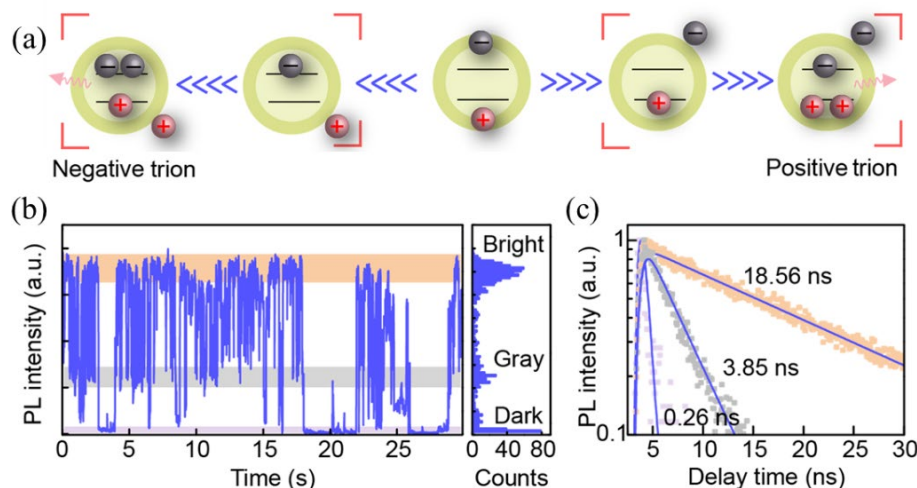 (a)
Negative trion
Positive trion
(b)
PL intensity (a.u.)
Bright
Gray
Dark
0 5 10 15 20 25
Time (s)
0 40 80
Counts
(c)
PL intensity (a.u.)
1
0.1
18.56 ns
3.85 ns
0.26 ns
5 10 15 20 25 30
Delay time (ns)